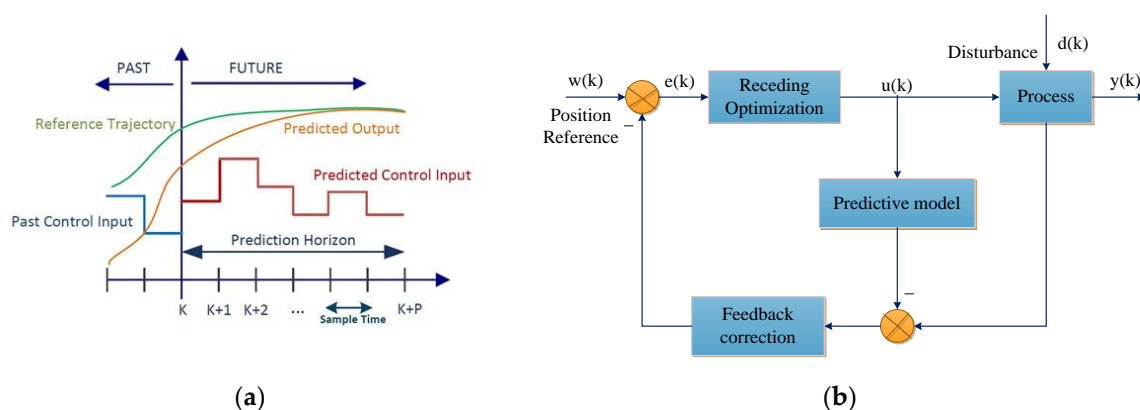 PAST
FUTURE
Reference Trajectory
Predicted Output
Predicted Control Input
Past Control Input
Prediction Horizon
K
K+1
K+2
...
K+P
Sample Time
(a)
Disturbance
d(k)
w(k)
e(k)
Receding
Optimization
u(k)
Process
y(k)
Position
Reference
–
Predictive model
–
Feedback
correction
(b)